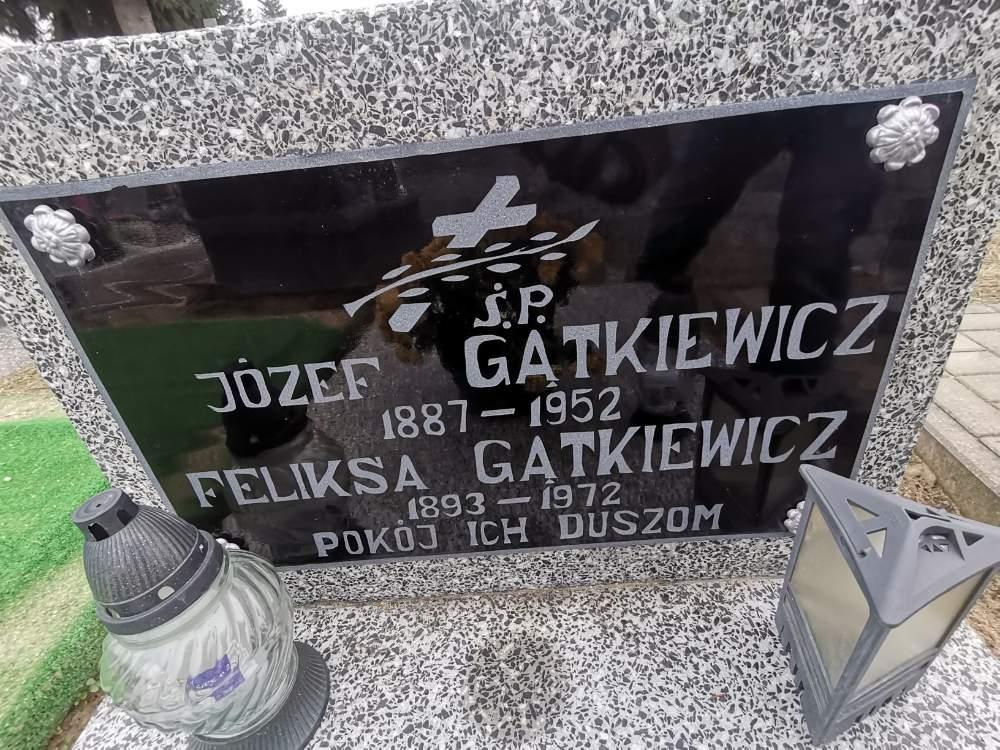 Ś.P.
JÓZEF GĄTKIEWICZ
1887 – 1952
FELIKSA GĄTKIEWICZ
1893 – 1972
POKÓJ ICH DUSZOM